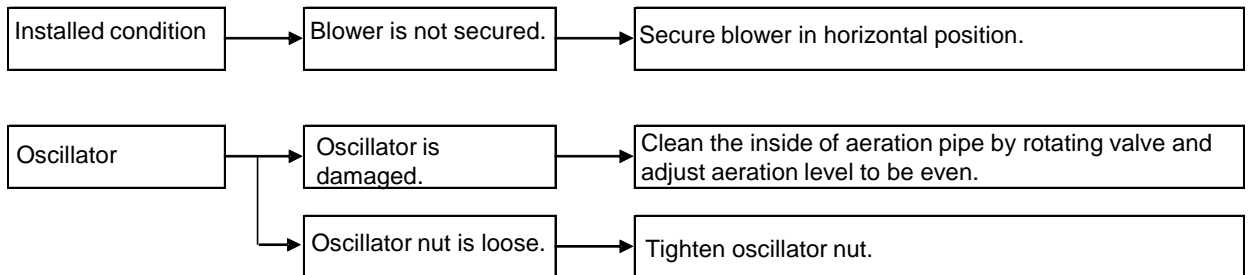 Installed condition
Blower is not secured.
Secure blower in horizontal position.
Oscillator
Oscillator is
damaged.
Clean the inside of aeration pipe by rotating valve and
adjust aeration level to be even.
Oscillator nut is loose.
Tighten oscillator nut.